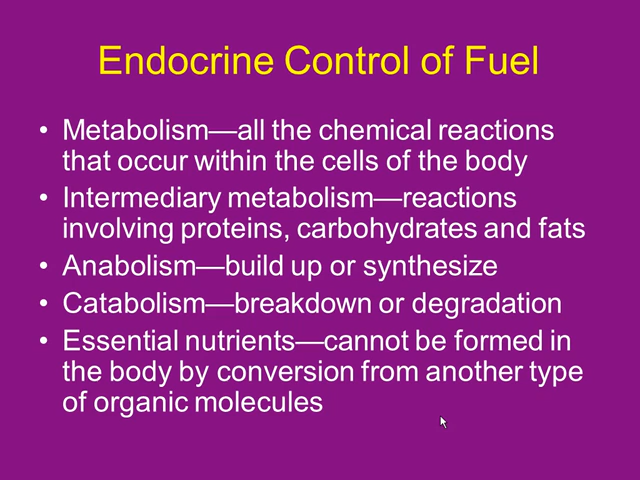 Endocrine Control of Fuel
• Metabolism—all the chemical reactions
that occur within the cells of the body
• Intermediary metabolism—reactions
involving proteins, carbohydrates and fats
• Anabolism—build up or synthesize
• Catabolism—breakdown or degradation
• Essential nutrients—cannot be formed in
the body by conversion from another type
of organic molecules